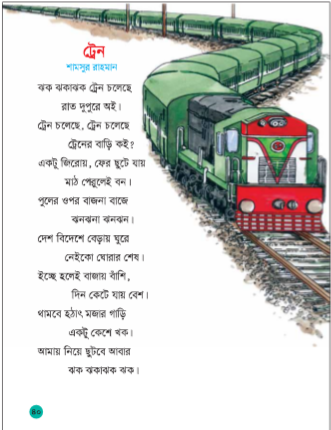 ট্রেন
শামসুর রাহমান
ঝক ঝকাঝক ট্রেন চলেছে
রাত দুপুরে অই।
ট্রেন চলেছে, ট্রেন চলেছে
ট্রেনের বাড়ি কই?
একটু জিরোয়, ফের ছুটে যায়
মাঠ পেরুলেই বন।
পুলের ওপর বাজনা বাজে
ঝনঝনা ঝনঝন।
দেশ বিদেশে বেড়ায় ঘুরে
নেইকো ঘোরার শেষ।
ইচ্ছে হলেই বাজায় বাঁশি,
দিন কেটে যায় বেশ।
থামবে হঠাৎ মজার গাড়ি
একটু কেশে খক।
আমায় নিয়ে ছুটবে আবার
ঝক ঝকাঝক ঝক।
৪০